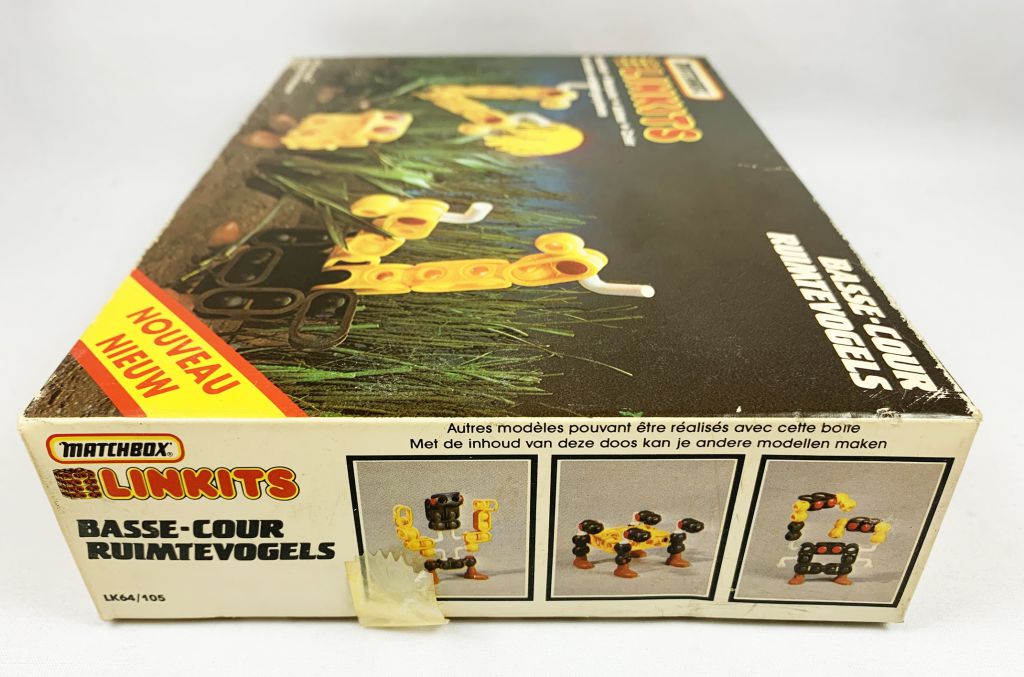 MATCHBOX
LINKITS
BASSE-COUR
RUIMTEVOGELS
NOUVEAU
NIEUW
MATCHBOX®
LINKITS
BASSE-COUR
RUIMTEVOGELS
LK64/105
Autres modèles pouvant être réalisés avec cette boîte
Met de inhoud van deze doos kan je andere modellen maken